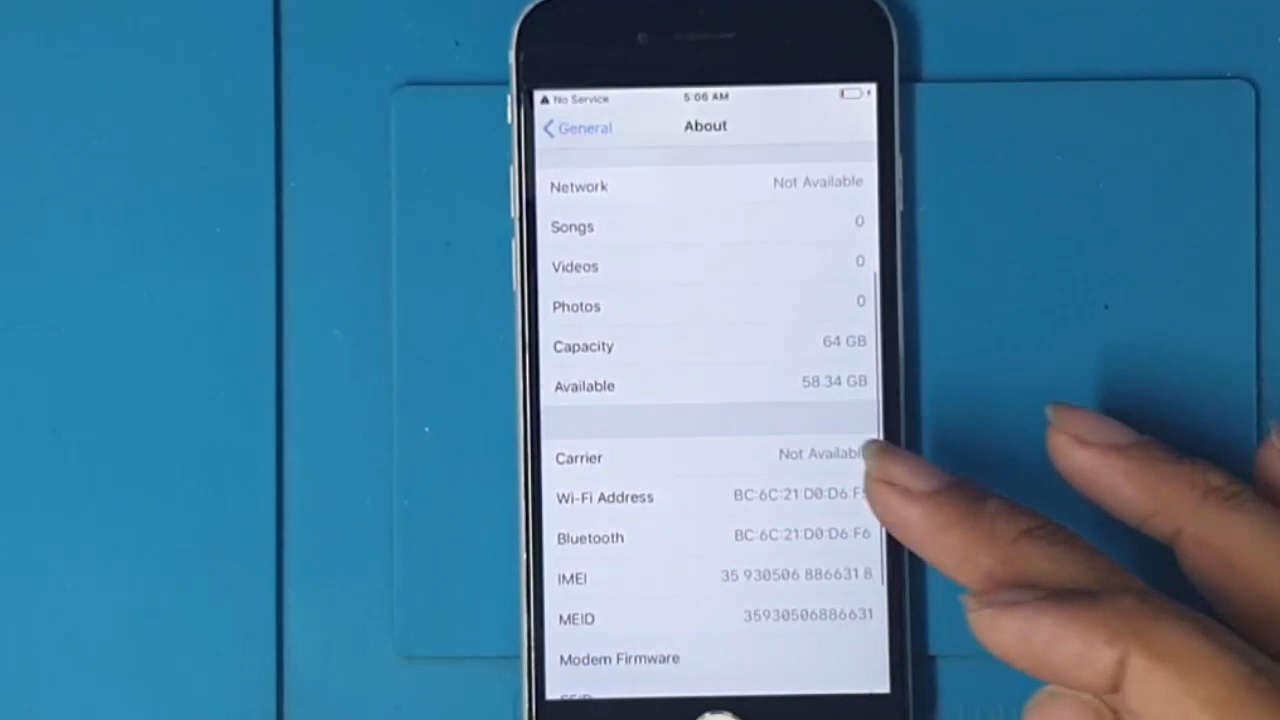 No Service 5:06 AM
General About
Network Not Available
Songs 0
Videos 0
Photos 0
Capacity 64 GB
Available 58.34 GB
Carrier Not Availabl
Wi-Fi Address BC:6C:21:D0:D6:F
Bluetooth BC:6C:21:D0:D6:F6
IMEI 35 930506 886631 8
MEID 35930506886631
Modem Firmware